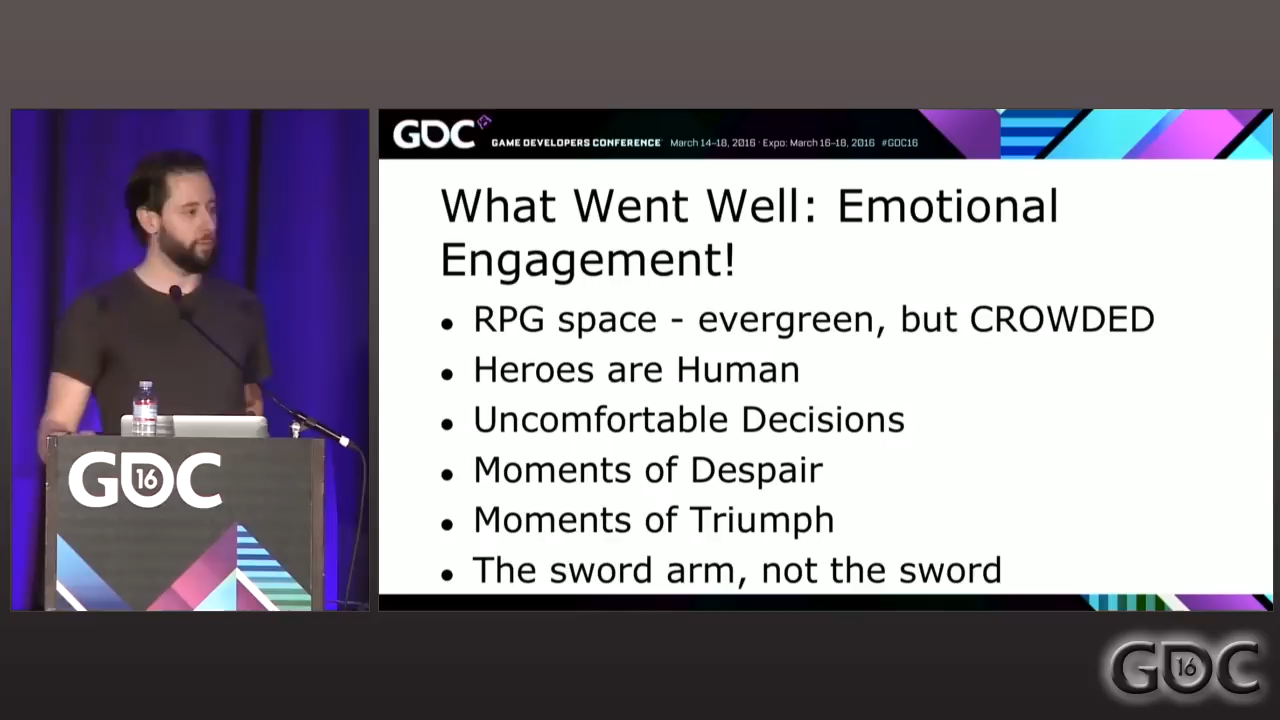 GDC
GAME DEVELOPERS CONFERENCE March 14-18, 2016 · Expo: March 16-18, 2016 #GDC16
What Went Well: Emotional
Engagement!
• RPG space - evergreen, but CROWDED
• Heroes are Human
• Uncomfortable Decisions
• Moments of Despair
• Moments of Triumph
• The sword arm, not the sword
GDC 16
GDC 16